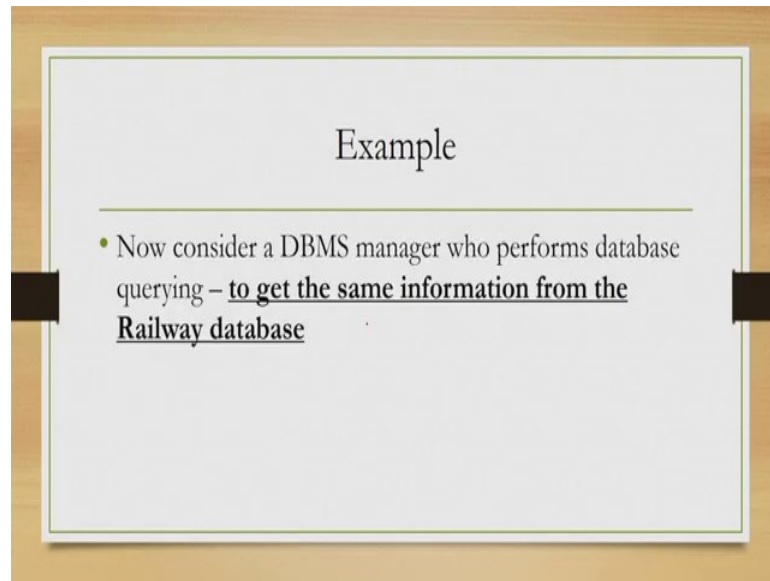 Example
• Now consider a DBMS manager who performs database
querying – to get the same information from the
Railway database